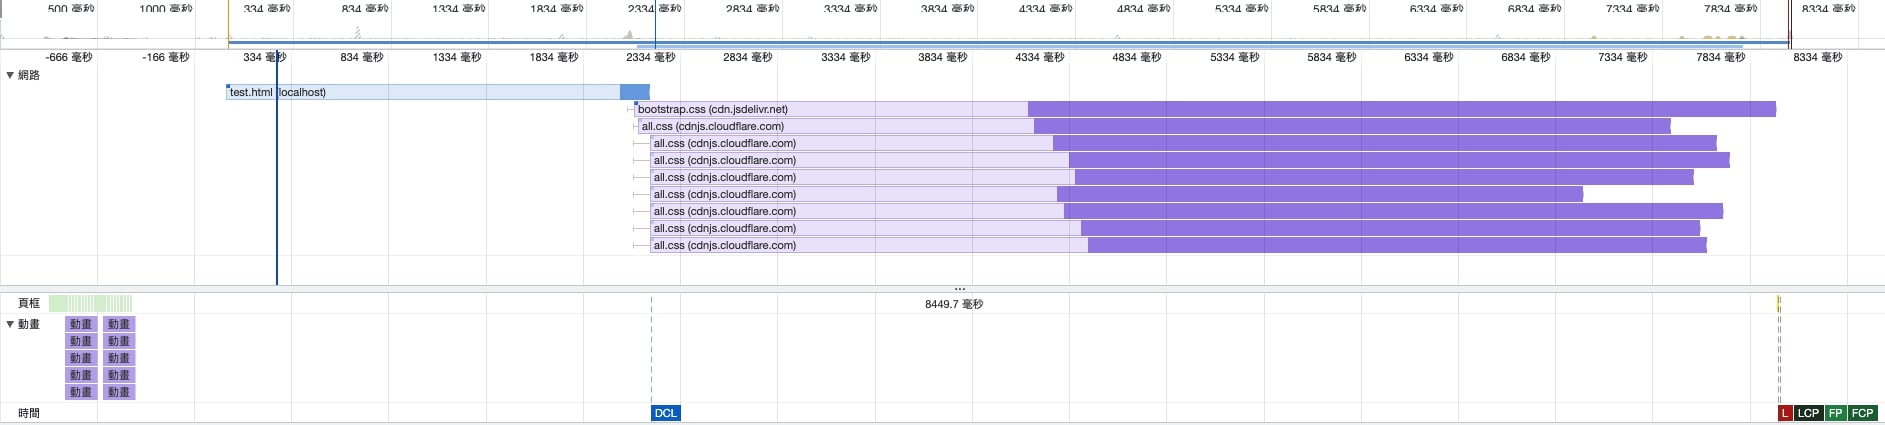 500 毫秒 1000 毫秒 334 毫秒 834 毫秒 1334 毫秒 1834 毫秒 2334 毫秒 2834 毫秒 3334 毫秒 3834 毫秒 4334 毫秒 4834 毫秒 5334 毫秒 5834 毫秒 6334 毫秒 6834 毫秒 7334 毫秒 7834 毫秒 8334 毫秒
-666 毫秒 -166 毫秒 334 毫秒 834 毫秒 1334 毫秒 1834 毫秒 2334 毫秒 2834 毫秒 3334 毫秒 3834 毫秒 4334 毫秒 4834 毫秒 5334 毫秒 5834 毫秒 6334 毫秒 6834 毫秒 7334 毫秒 7834 毫秒 8334 毫秒
▼ 網路
test.html (localhost)
bootstrap.css (cdn.jsdelivr.net)
all.css (cdnjs.cloudflare.com)
all.css (cdnjs.cloudflare.com)
all.css (cdnjs.cloudflare.com)
all.css (cdnjs.cloudflare.com)
all.css (cdnjs.cloudflare.com)
all.css (cdnjs.cloudflare.com)
all.css (cdnjs.cloudflare.com)
all.css (cdnjs.cloudflare.com)
...
頁框 8449.7 毫秒
▼ 動畫 動畫 動畫
動畫 動畫
動畫 動畫
動畫 動畫
動畫 動畫
時間 DCL L LCP FP FCP